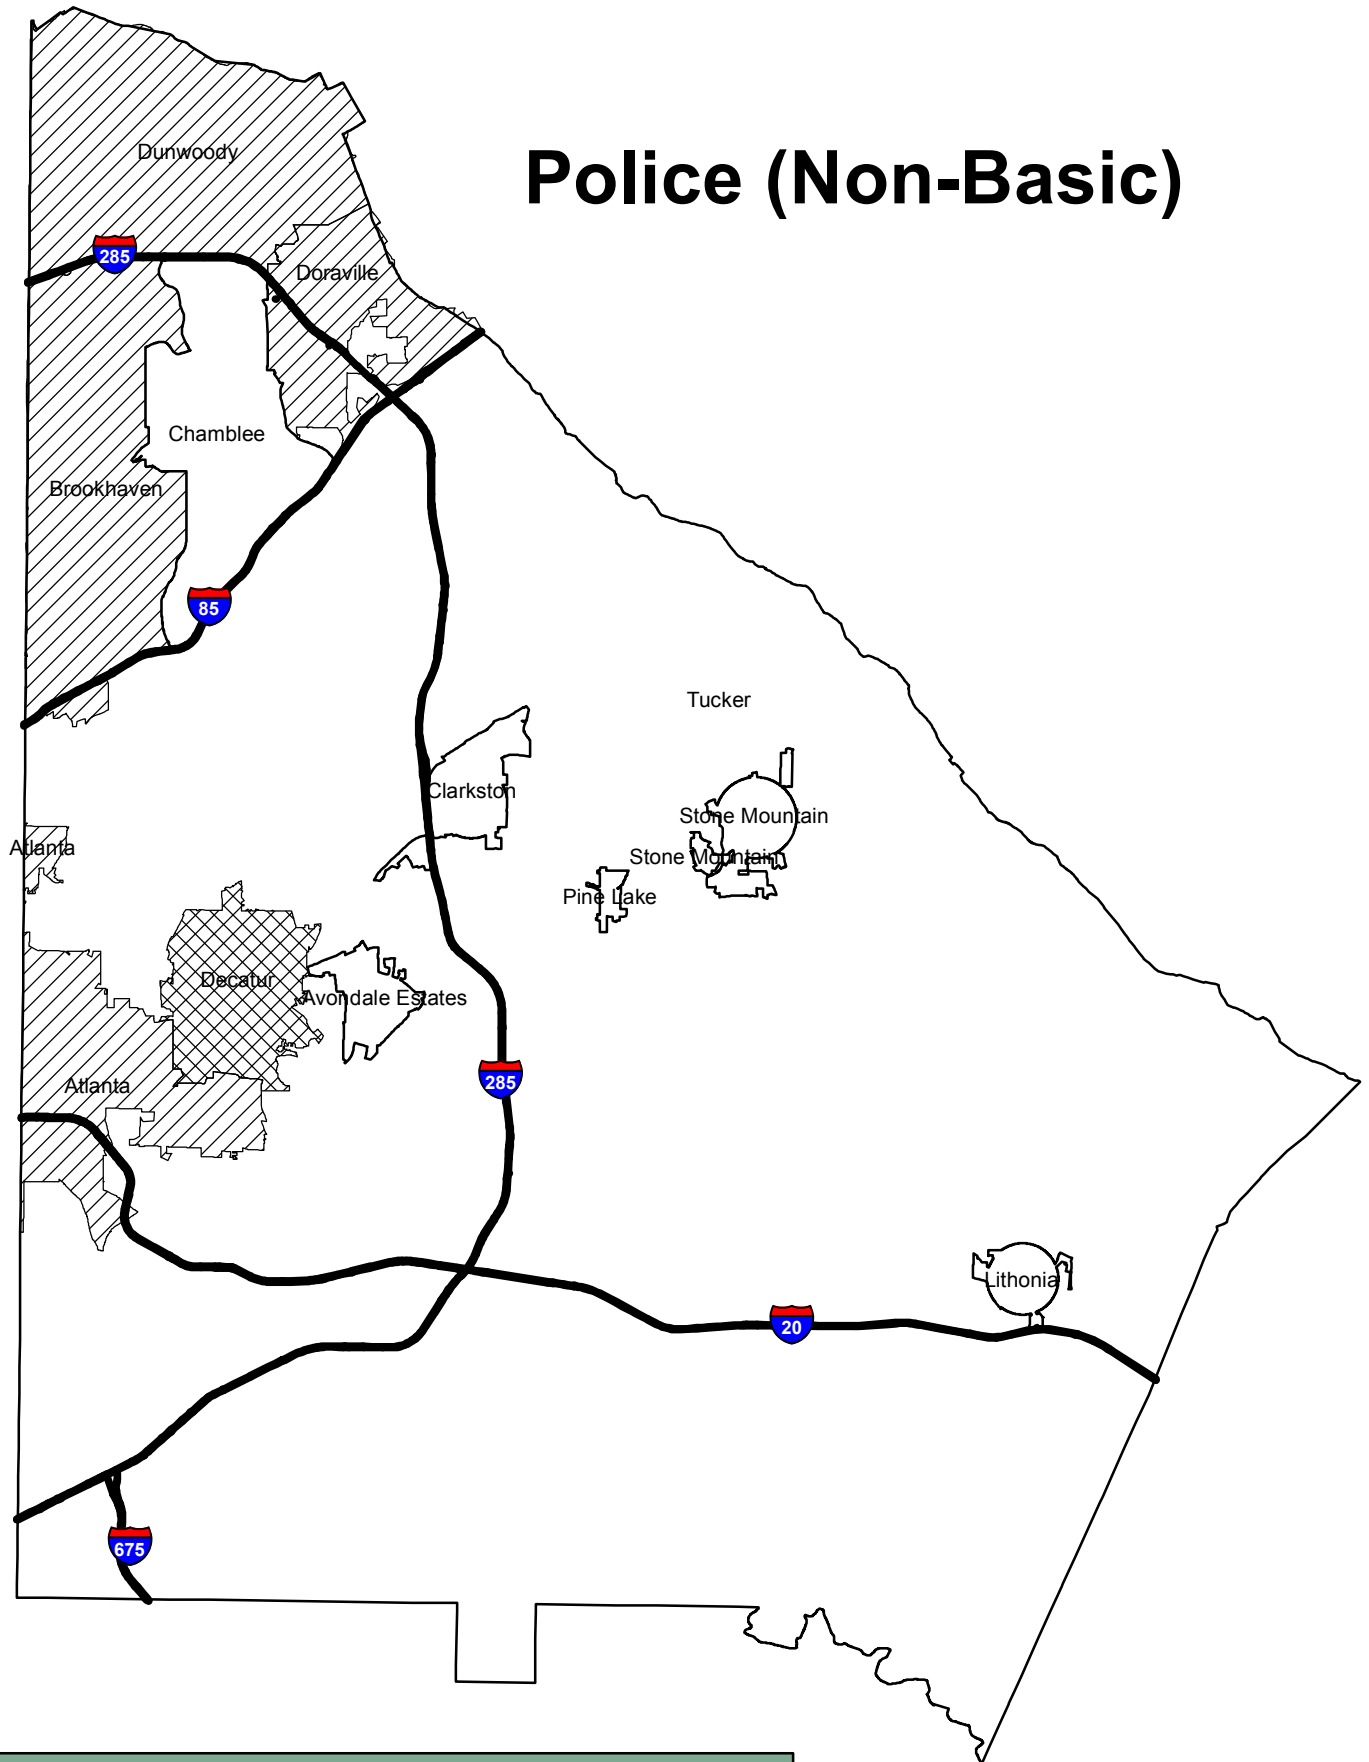 Police (Non-Basic)
Dunwoody
285
Doraville
Chamblee
Brookhaven
85
Tucker
Clarkston
Stone Mountain
Atlanta
Stone Mountain
Pine Lake
Decatur
Avondale Estates
285
Atlanta
Lithonia
20
675